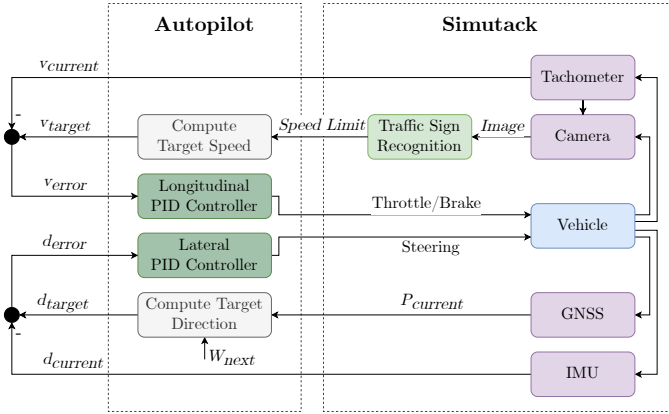 Autopilot
Simutack
v_current
Tachometer
-
v_target
Compute
Target Speed
Speed Limit
Traffic Sign
Recognition
Image
Camera
v_error
Longitudinal
PID Controller
Throttle/Brake
Vehicle
d_error
Lateral
PID Controller
Steering
d_target
Compute Target
Direction
P_current
GNSS
-
W_next
d_current
IMU